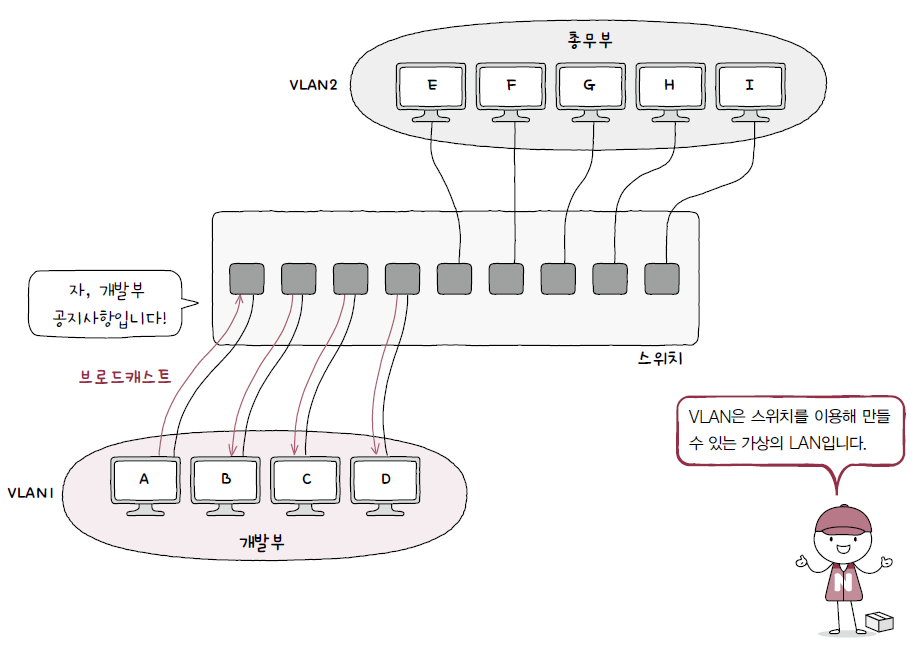 총무부
VLAN2
E F G H I
자, 개발부
공지사항입니다!
스위치
브로드캐스트
VLAN은 스위치를 이용해 만들
수 있는 가상의 LAN입니다.
A B C D
VLAN1
개발부
N